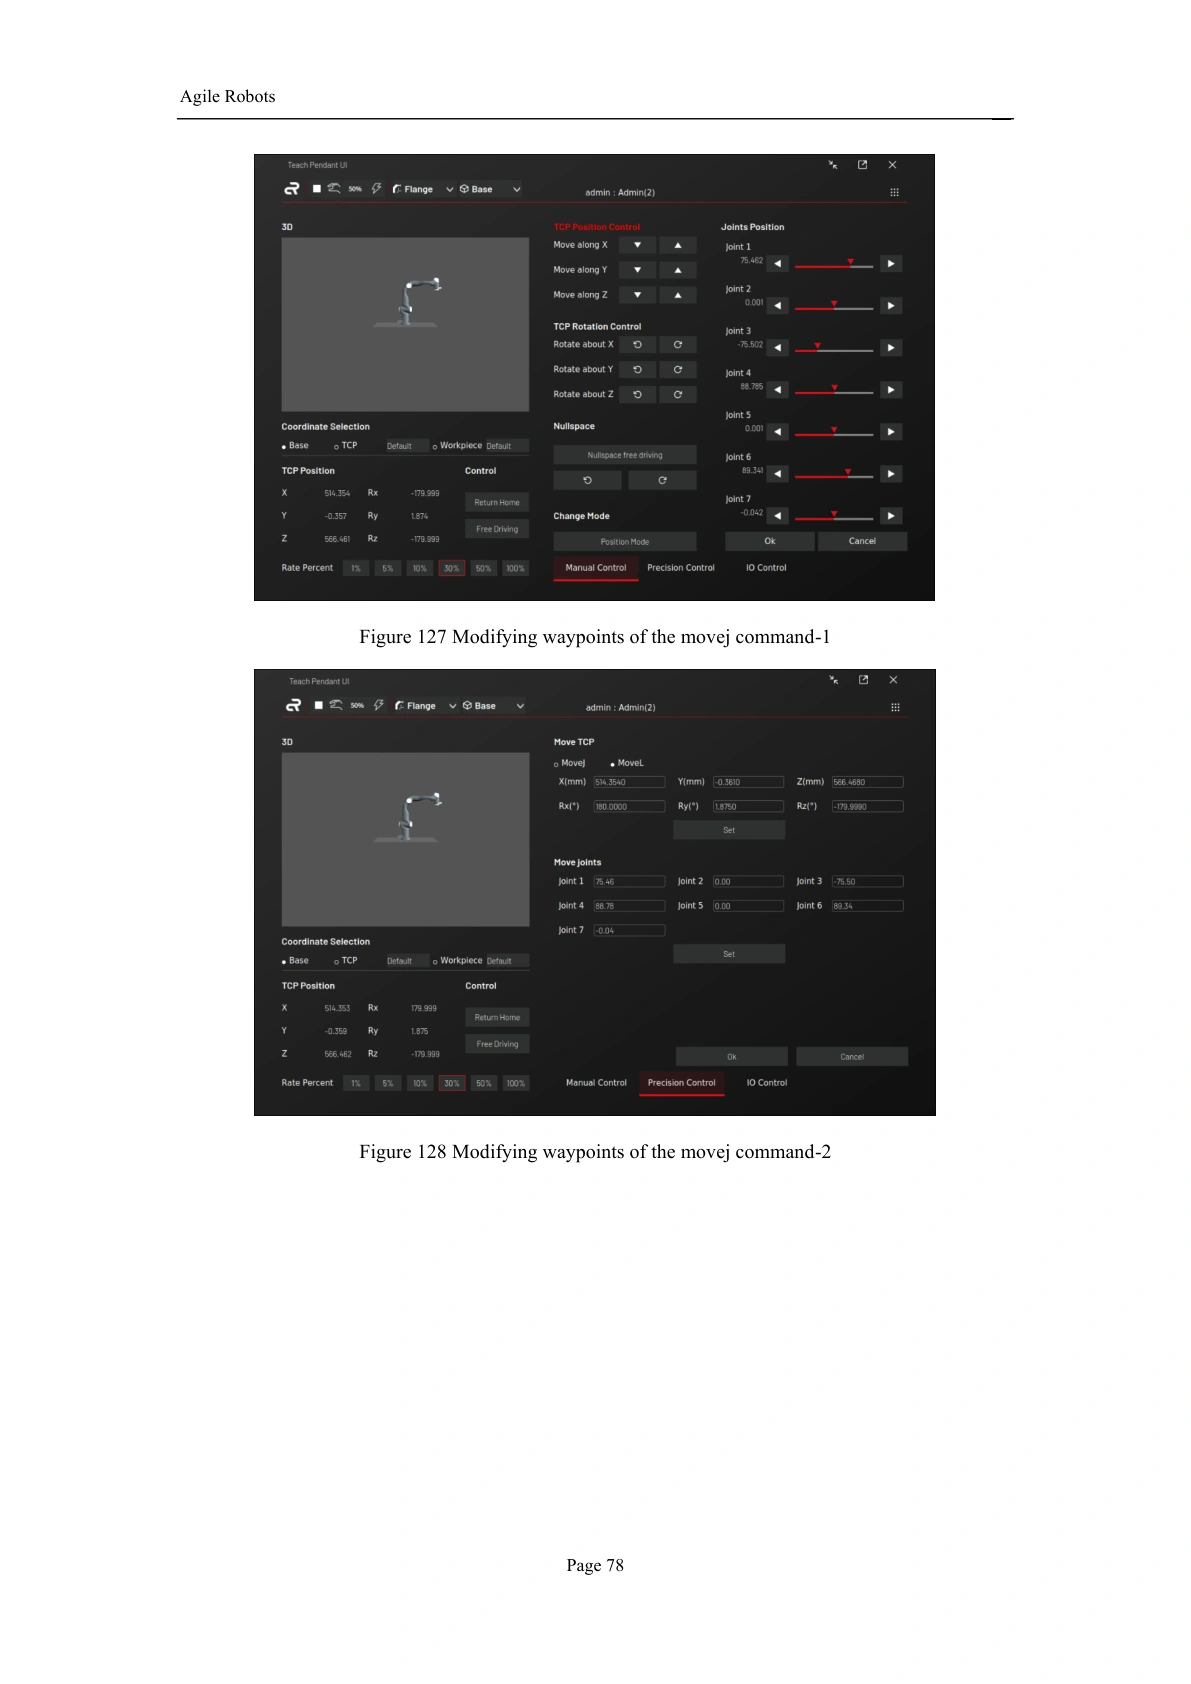 Agile Robots
Teach Pendant UI
50% Flange Base admin : Admin(2)
3D
TCP Position Control
Move along X
Move along Y
Move along Z
TCP Rotation Control
Rotate about X
Rotate about Y
Rotate about Z
Nullspace
Nullspace free driving
Change Mode
Position Mode
Joints Position
Joint 1
75.462
Joint 2
0.001
Joint 3
-75.502
Joint 4
88.785
Joint 5
0.001
Joint 6
89.341
Joint 7
-0.042
Ok Cancel
Coordinate Selection
Base TCP Default Workpiece Default
TCP Position Control
X 514.354 Rx -179.999
Y -0.357 Ry 1.874
Z 566.461 Rz -179.999
Return Home
Free Driving
Rate Percent 1% 5% 10% 30% 50% 100%
Manual Control Precision Control IO Control
Figure 127 Modifying waypoints of the movej command-1
Teach Pendant UI
50% Flange Base admin : Admin(2)
3D
Move TCP
MoveJ MoveL
X(mm) 514.3540 Y(mm) -0.3610 Z(mm) 566.4680
Rx(°) 180.0000 Ry(°) 1.8750 Rz(°) -179.9990
Set
Move joints
Joint 1 75.46 Joint 2 0.00 Joint 3 -75.50
Joint 4 88.78 Joint 5 0.00 Joint 6 89.34
Joint 7 -0.04
Set
Coordinate Selection
Base TCP Default Workpiece Default
TCP Position Control
X 514.353 Rx 179.999
Y -0.359 Ry 1.875
Z 566.462 Rz -179.999
Return Home
Free Driving
Ok Cancel
Rate Percent 1% 5% 10% 30% 50% 100%
Manual Control Precision Control IO Control
Figure 128 Modifying waypoints of the movej command-2
Page 78